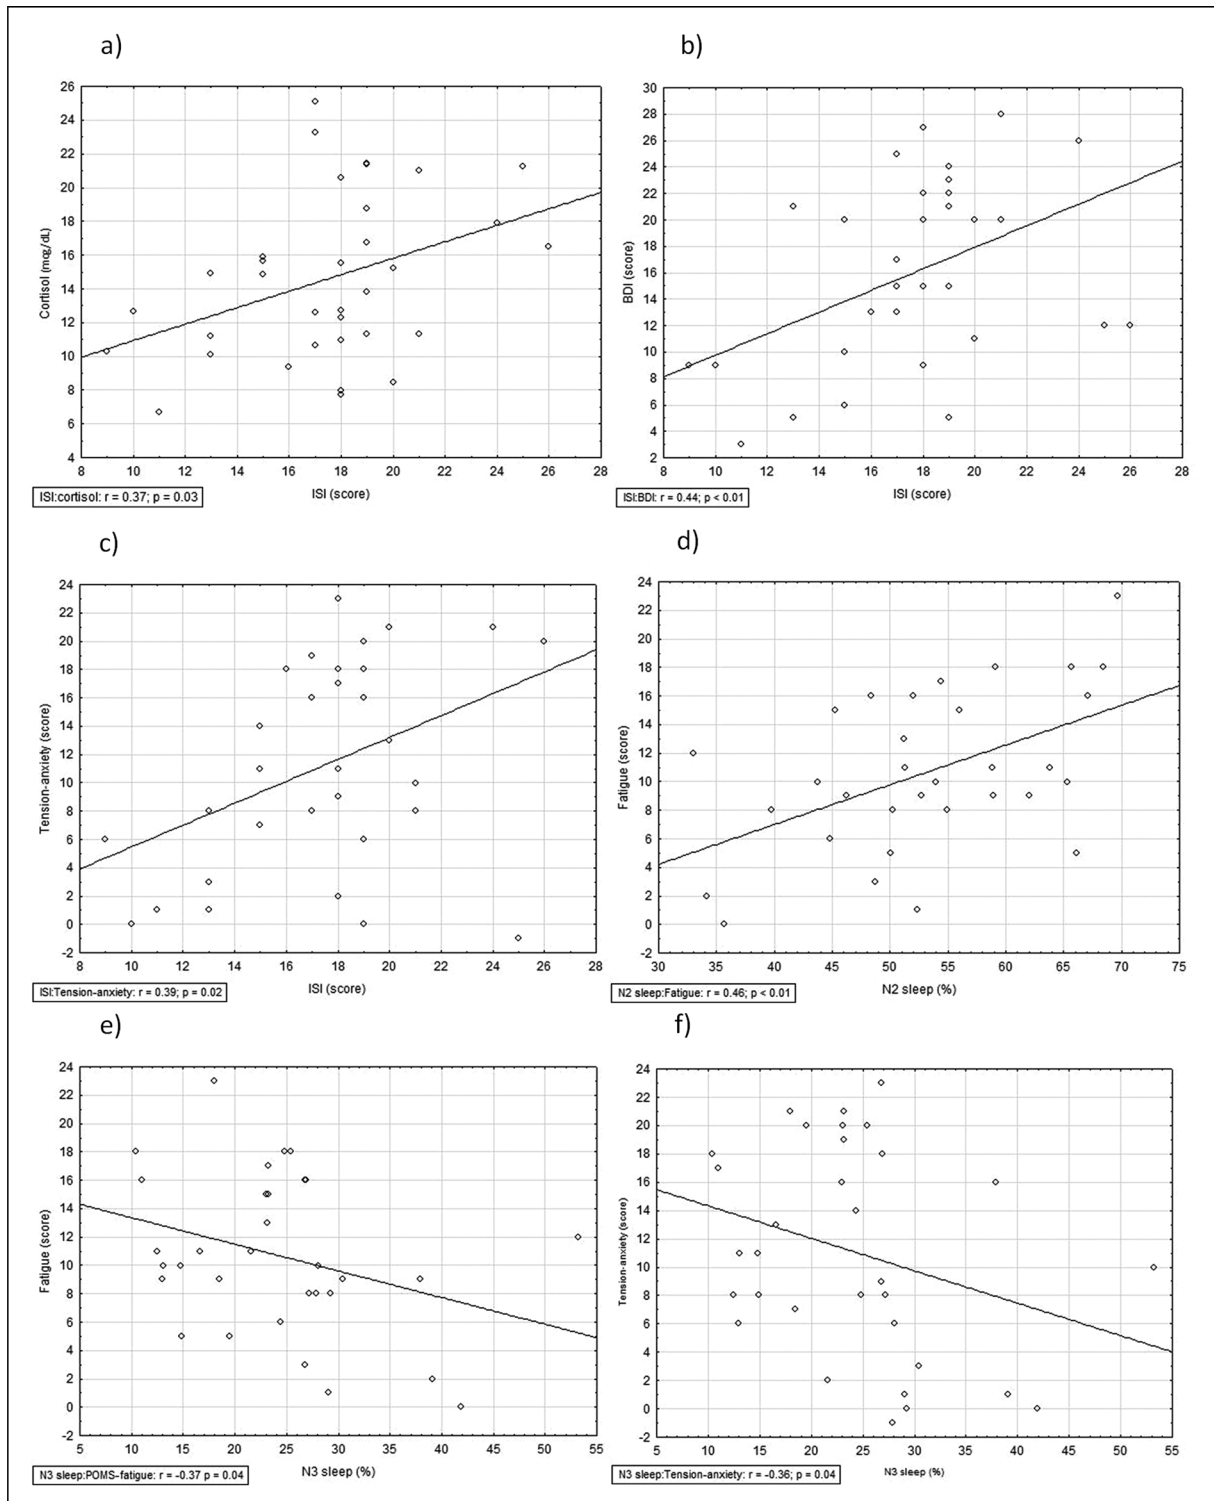 a)
26
24
22
20
18
16
14
12
10
8
6
4
Cortisol (mcg/dL)
8 10 12 14 16 18 20 22 24 26 28
ISI (score)
ISI:cortisol: r = 0.37; p = 0.03
b)
30
28
26
24
22
20
18
16
14
12
10
8
6
4
2
BDI (score)
8 10 12 14 16 18 20 22 24 26 28
ISI (score)
ISI:BDI: r = 0.44; p < 0.01
c)
24
22
20
18
16
14
12
10
8
6
4
2
0
-2
Tension-anxiety (score)
8 10 12 14 16 18 20 22 24 26 28
ISI (score)
ISI:Tension-anxiety: r = 0.39; p = 0.02
d)
24
22
20
18
16
14
12
10
8
6
4
2
0
-2
Fatigue (score)
30 35 40 45 50 55 60 65 70 75
N2 sleep (%)
N2 sleep:Fatigue: r = 0.46; p < 0.01
e)
24
22
20
18
16
14
12
10
8
6
4
2
0
-2
Fatigue (score)
5 10 15 20 25 30 35 40 45 50 55
N3 sleep (%)
N3 sleep:POMS-fatigue: r = -0.37 p = 0.04
f)
24
22
20
18
16
14
12
10
8
6
4
2
0
-2
Tension-anxiety (score)
5 10 15 20 25 30 35 40 45 50 55
N3 sleep (%)
N3 sleep:Tension-anxiety: r = -0.36; p = 0.04